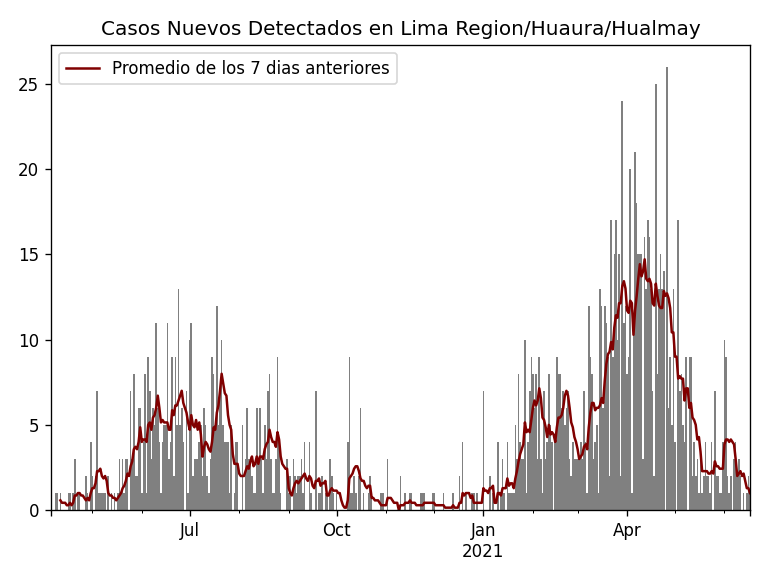 Casos Nuevos Detectados en Lima Region/Huaura/Hualmay
Promedio de los 7 dias anteriores
25
20
15
10
5
0
Jul
Oct
Jan
Apr
2021